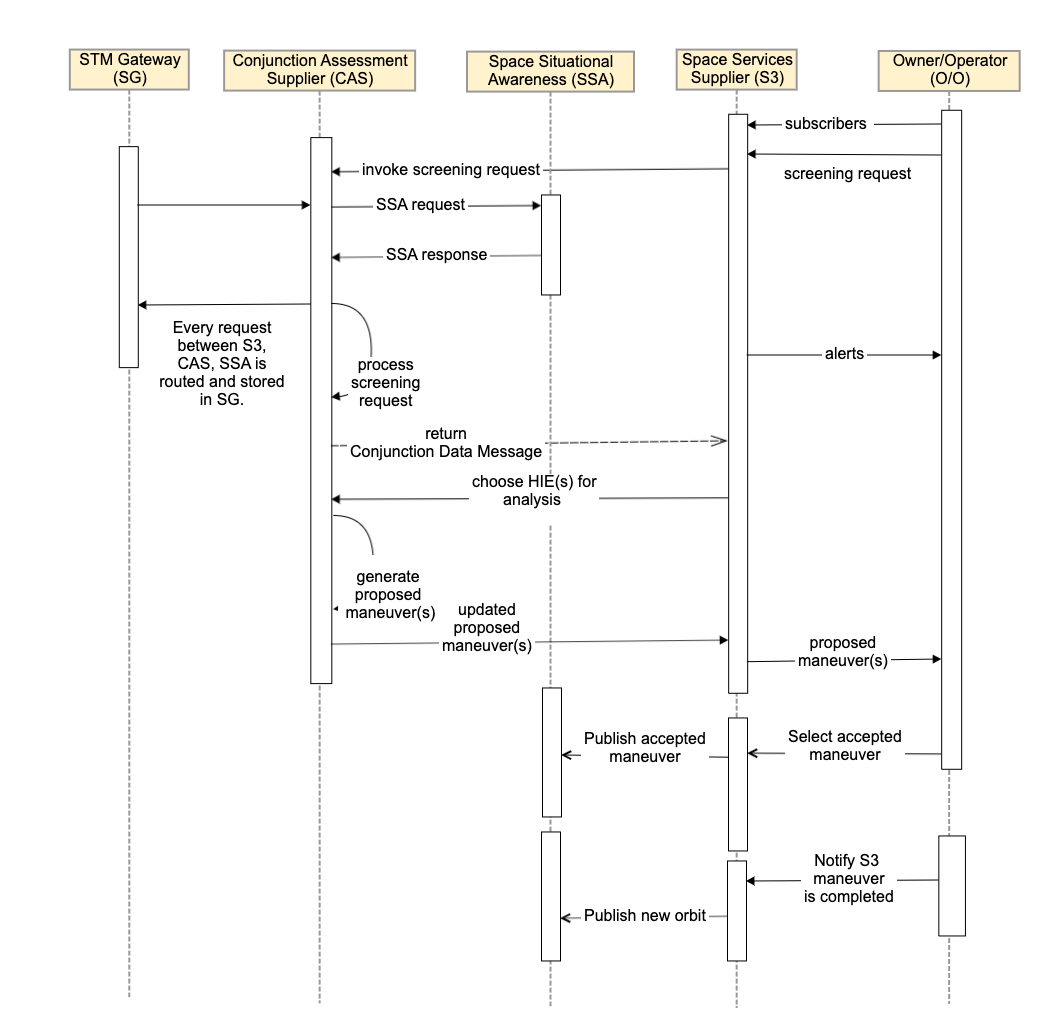 STM Gateway
(SG)
Conjunction Assessment
Supplier (CAS)
Space Situational
Awareness (SSA)
Space Services
Supplier (S3)
Owner/Operator
(O/O)
subscribers
invoke screening request
screening request
SSA request
SSA response
Every request
between S3,
CAS, SSA is
routed and stored
in SG.
process
screening
request
alerts
return
Conjunction Data Message
choose HIE(s) for
analysis
generate
proposed
maneuver(s)
updated
proposed
maneuver(s)
proposed
maneuver(s)
Publish accepted
maneuver
Select accepted
maneuver
Notify S3
maneuver
is completed
Publish new orbit